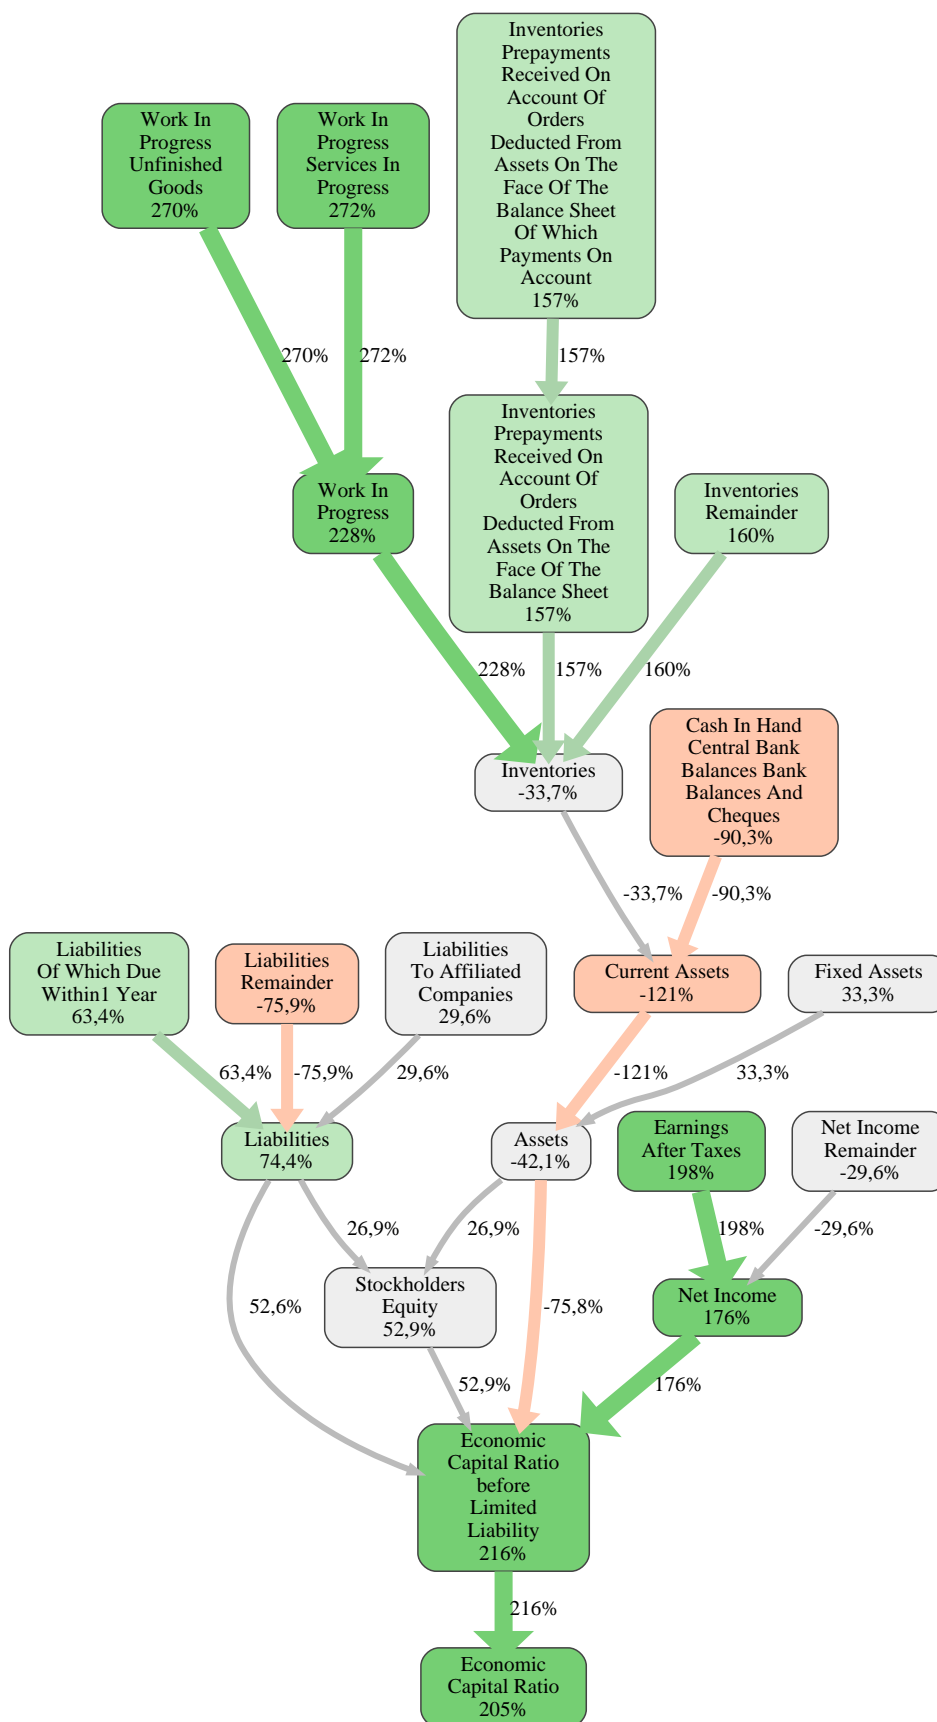 Inventories
Prepayments
Received On
Account Of
Orders
Deducted From
Assets On The
Face Of The
Balance Sheet
Of Which
Payments On
Account
157%
Work In
Progress
Unfinished
Goods
270%
Work In
Progress
Services In
Progress
272%
270%
272%
157%
Inventories
Prepayments
Received On
Account Of
Orders
Deducted From
Assets On The
Face Of The
Balance Sheet
157%
Work In
Progress
228%
Inventories
Remainder
160%
228%
157%
160%
Cash In Hand
Central Bank
Balances Bank
Balances And
Cheques
-90,3%
Inventories
-33,7%
-33,7%
-90,3%
Liabilities
Of Which Due
Within1 Year
63,4%
Liabilities
Remainder
-75,9%
Liabilities
To Affiliated
Companies
29,6%
Current Assets
-121%
Fixed Assets
33,3%
63,4%
-75,9%
29,6%
-121%
33,3%
Liabilities
74,4%
Assets
-42,1%
Earnings
After Taxes
198%
Net Income
Remainder
-29,6%
26,9%
26,9%
198%
-29,6%
52,6%
Stockholders
Equity
52,9%
-75,8%
Net Income
176%
52,9%
176%
Economic
Capital Ratio
before
Limited
Liability
216%
216%
Economic
Capital Ratio
205%